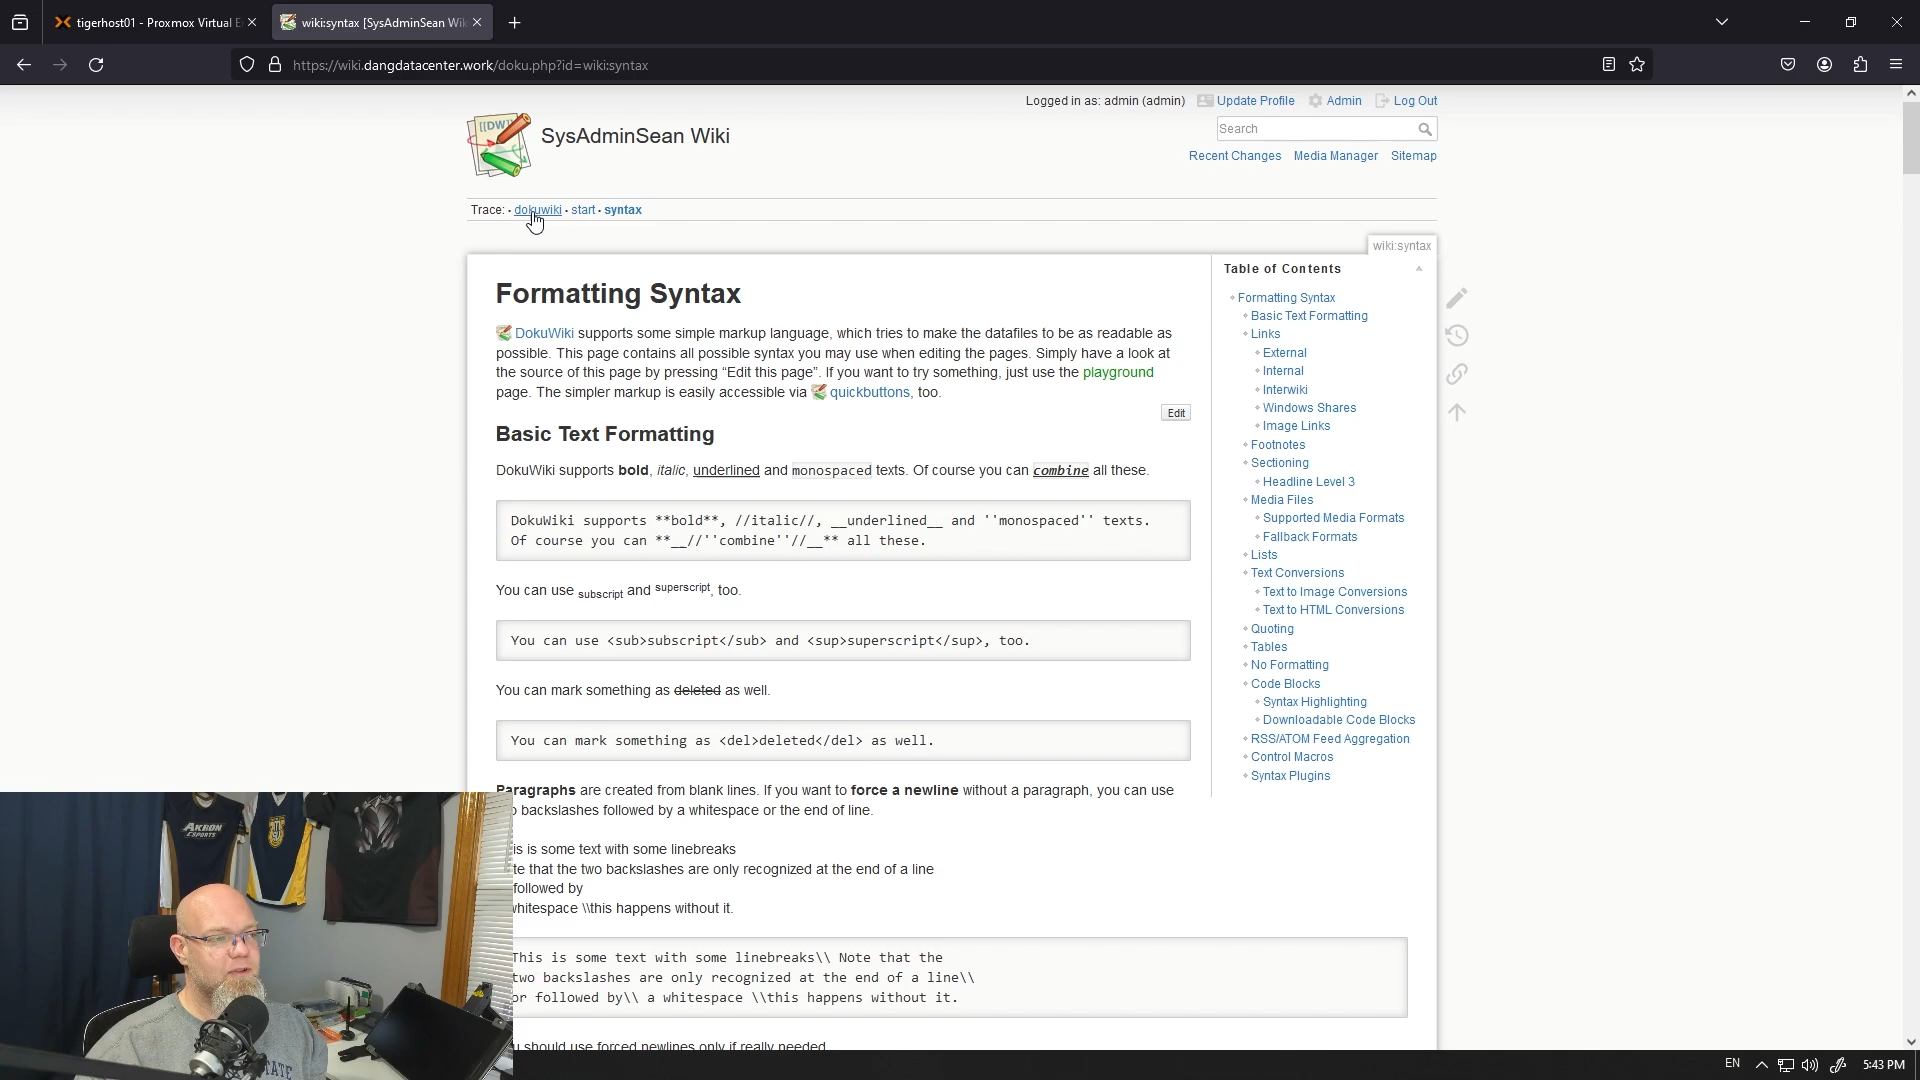 tigerhost01 - Proxmox Virtual E
wiki:syntax [SysAdminSean Wik
https://wiki.dangdatacenter.work/doku.php?id=wiki:syntax
Logged in as: admin (admin) Update Profile Admin Log Out
[[DW]]
SysAdminSean Wiki
Search
Recent Changes Media Manager Sitemap
Trace: • dokuwiki • start • syntax
wiki:syntax
Formatting Syntax
DokuWiki supports some simple markup language, which tries to make the datafiles to be as readable as
possible. This page contains all possible syntax you may use when editing the pages. Simply have a look at
the source of this page by pressing “Edit this page”. If you want to try something, just use the playground
page. The simpler markup is easily accessible via quickbuttons, too.
Edit
Basic Text Formatting
DokuWiki supports bold, italic, underlined and monospaced texts. Of course you can combine all these.
DokuWiki supports **bold**, //italic//, __underlined__ and ''monospaced'' texts.
Of course you can **__//''combine''//__** all these.
You can use subscript and superscript, too.
You can use <sub>subscript</sub> and <sup>superscript</sup>, too.
You can mark something as deleted as well.
You can mark something as <del>deleted</del> as well.
Paragraphs are created from blank lines. If you want to force a newline without a paragraph, you can use
backslashes followed by a whitespace or the end of line.
is is some text with some linebreaks
te that the two backslashes are only recognized at the end of a line
followed by
whitespace \\this happens without it.
This is some text with some linebreaks\\ Note that the
two backslashes are only recognized at the end of a line\\
or followed by\\ a whitespace \\this happens without it.
u should use forced newlines only if really needed
Table of Contents
Formatting Syntax
Basic Text Formatting
Links
External
Internal
Interwiki
Windows Shares
Image Links
Footnotes
Sectioning
Headline Level 3
Media Files
Supported Media Formats
Fallback Formats
Lists
Text Conversions
Text to Image Conversions
Text to HTML Conversions
Quoting
Tables
No Formatting
Code Blocks
Syntax Highlighting
Downloadable Code Blocks
RSS/ATOM Feed Aggregation
Control Macros
Syntax Plugins
AKRON
ESPORTS
EN
5:43 PM